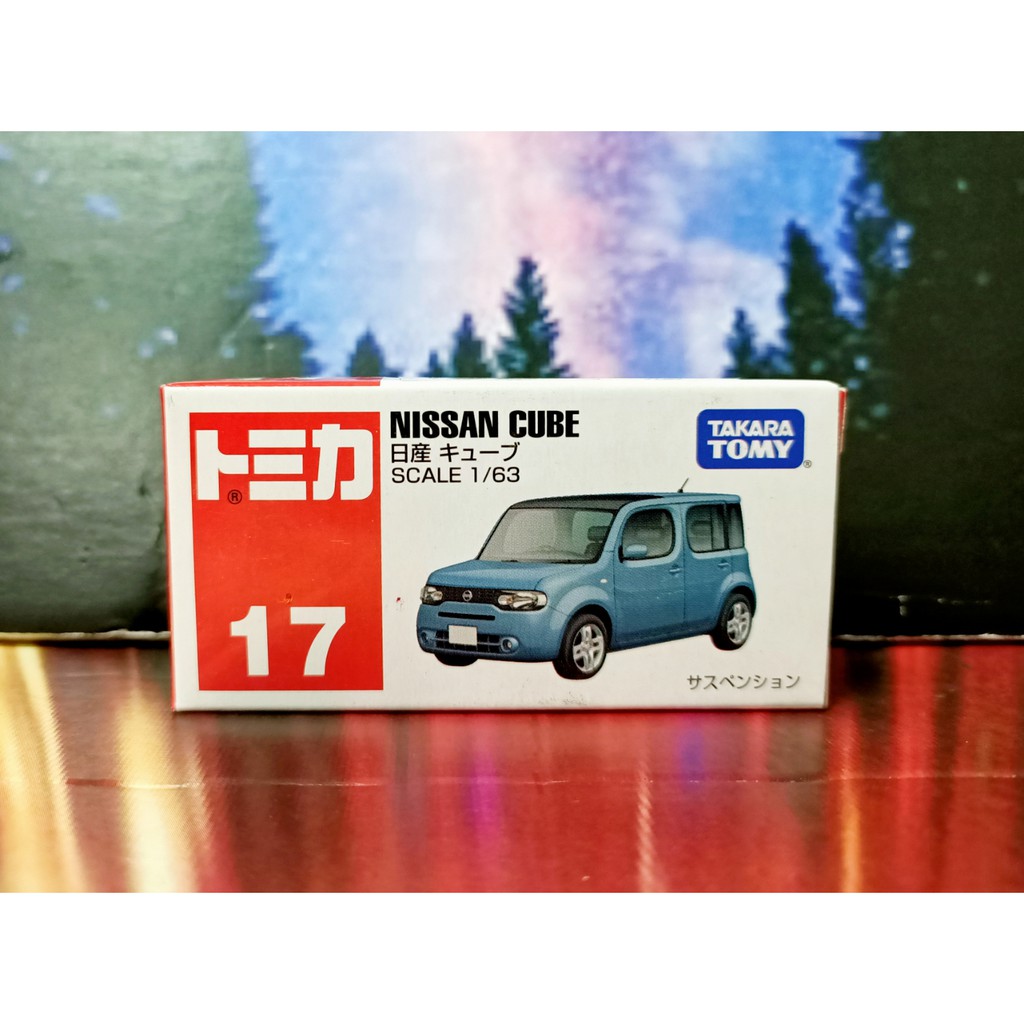 トミカ®
17
NISSAN CUBE
日産 キューブ
SCALE 1/63
TAKARA
TOMY®
サスペンション